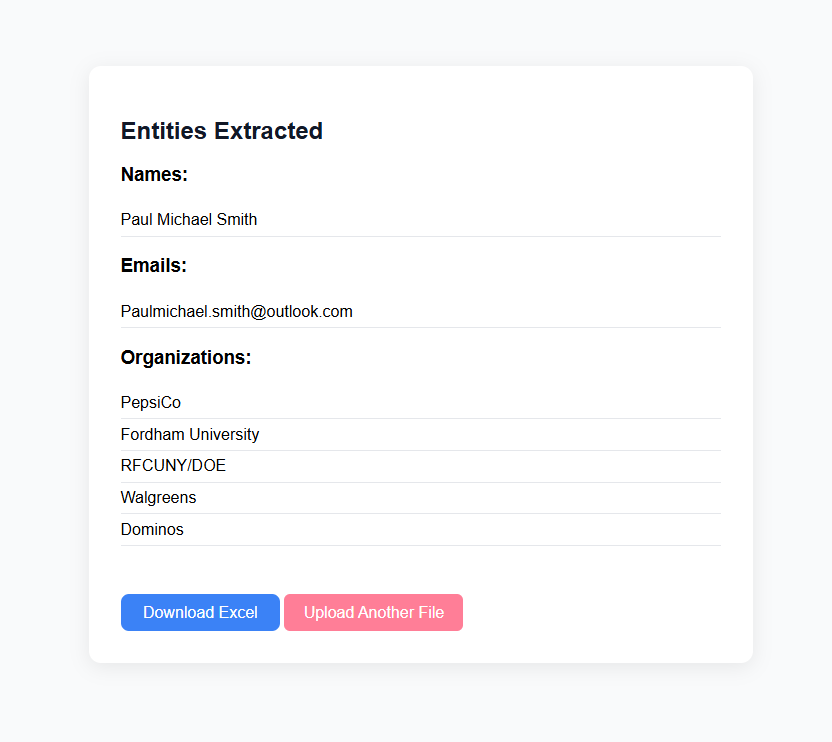 Entities Extracted
Names:
Paul Michael Smith
Emails:
Paulmichael.smith@outlook.com
Organizations:
PepsiCo
Fordham University
RFCUNY/DOE
Walgreens
Dominos
Download Excel
Upload Another File